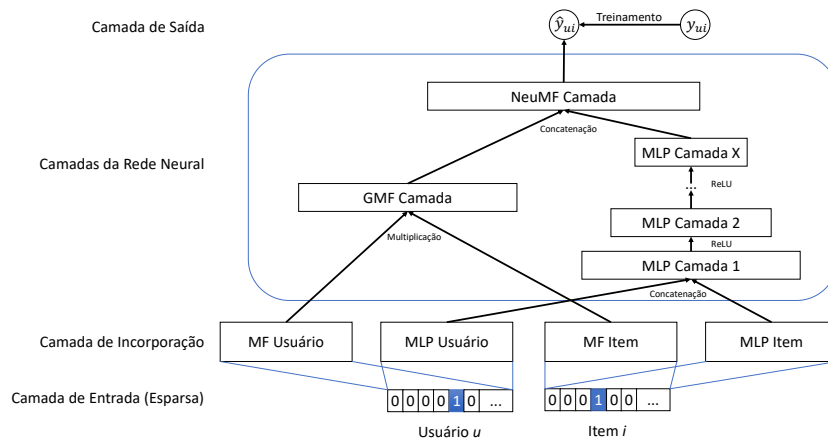 Camada de Saída
ŷui
Treinamento
yui
NeuMF Camada
Concatenação
Camadas da Rede Neural
MLP Camada X
...
ReLU
GMF Camada
MLP Camada 2
Multiplicação
ReLU
MLP Camada 1
Concatenação
Camada de Incorporação
MF Usuário
MLP Usuário
MF Item
MLP Item
Camada de Entrada (Esparsa)
0 0 0 0 1 0 ...
0 0 0 1 0 0 ...
Usuário u
Item i